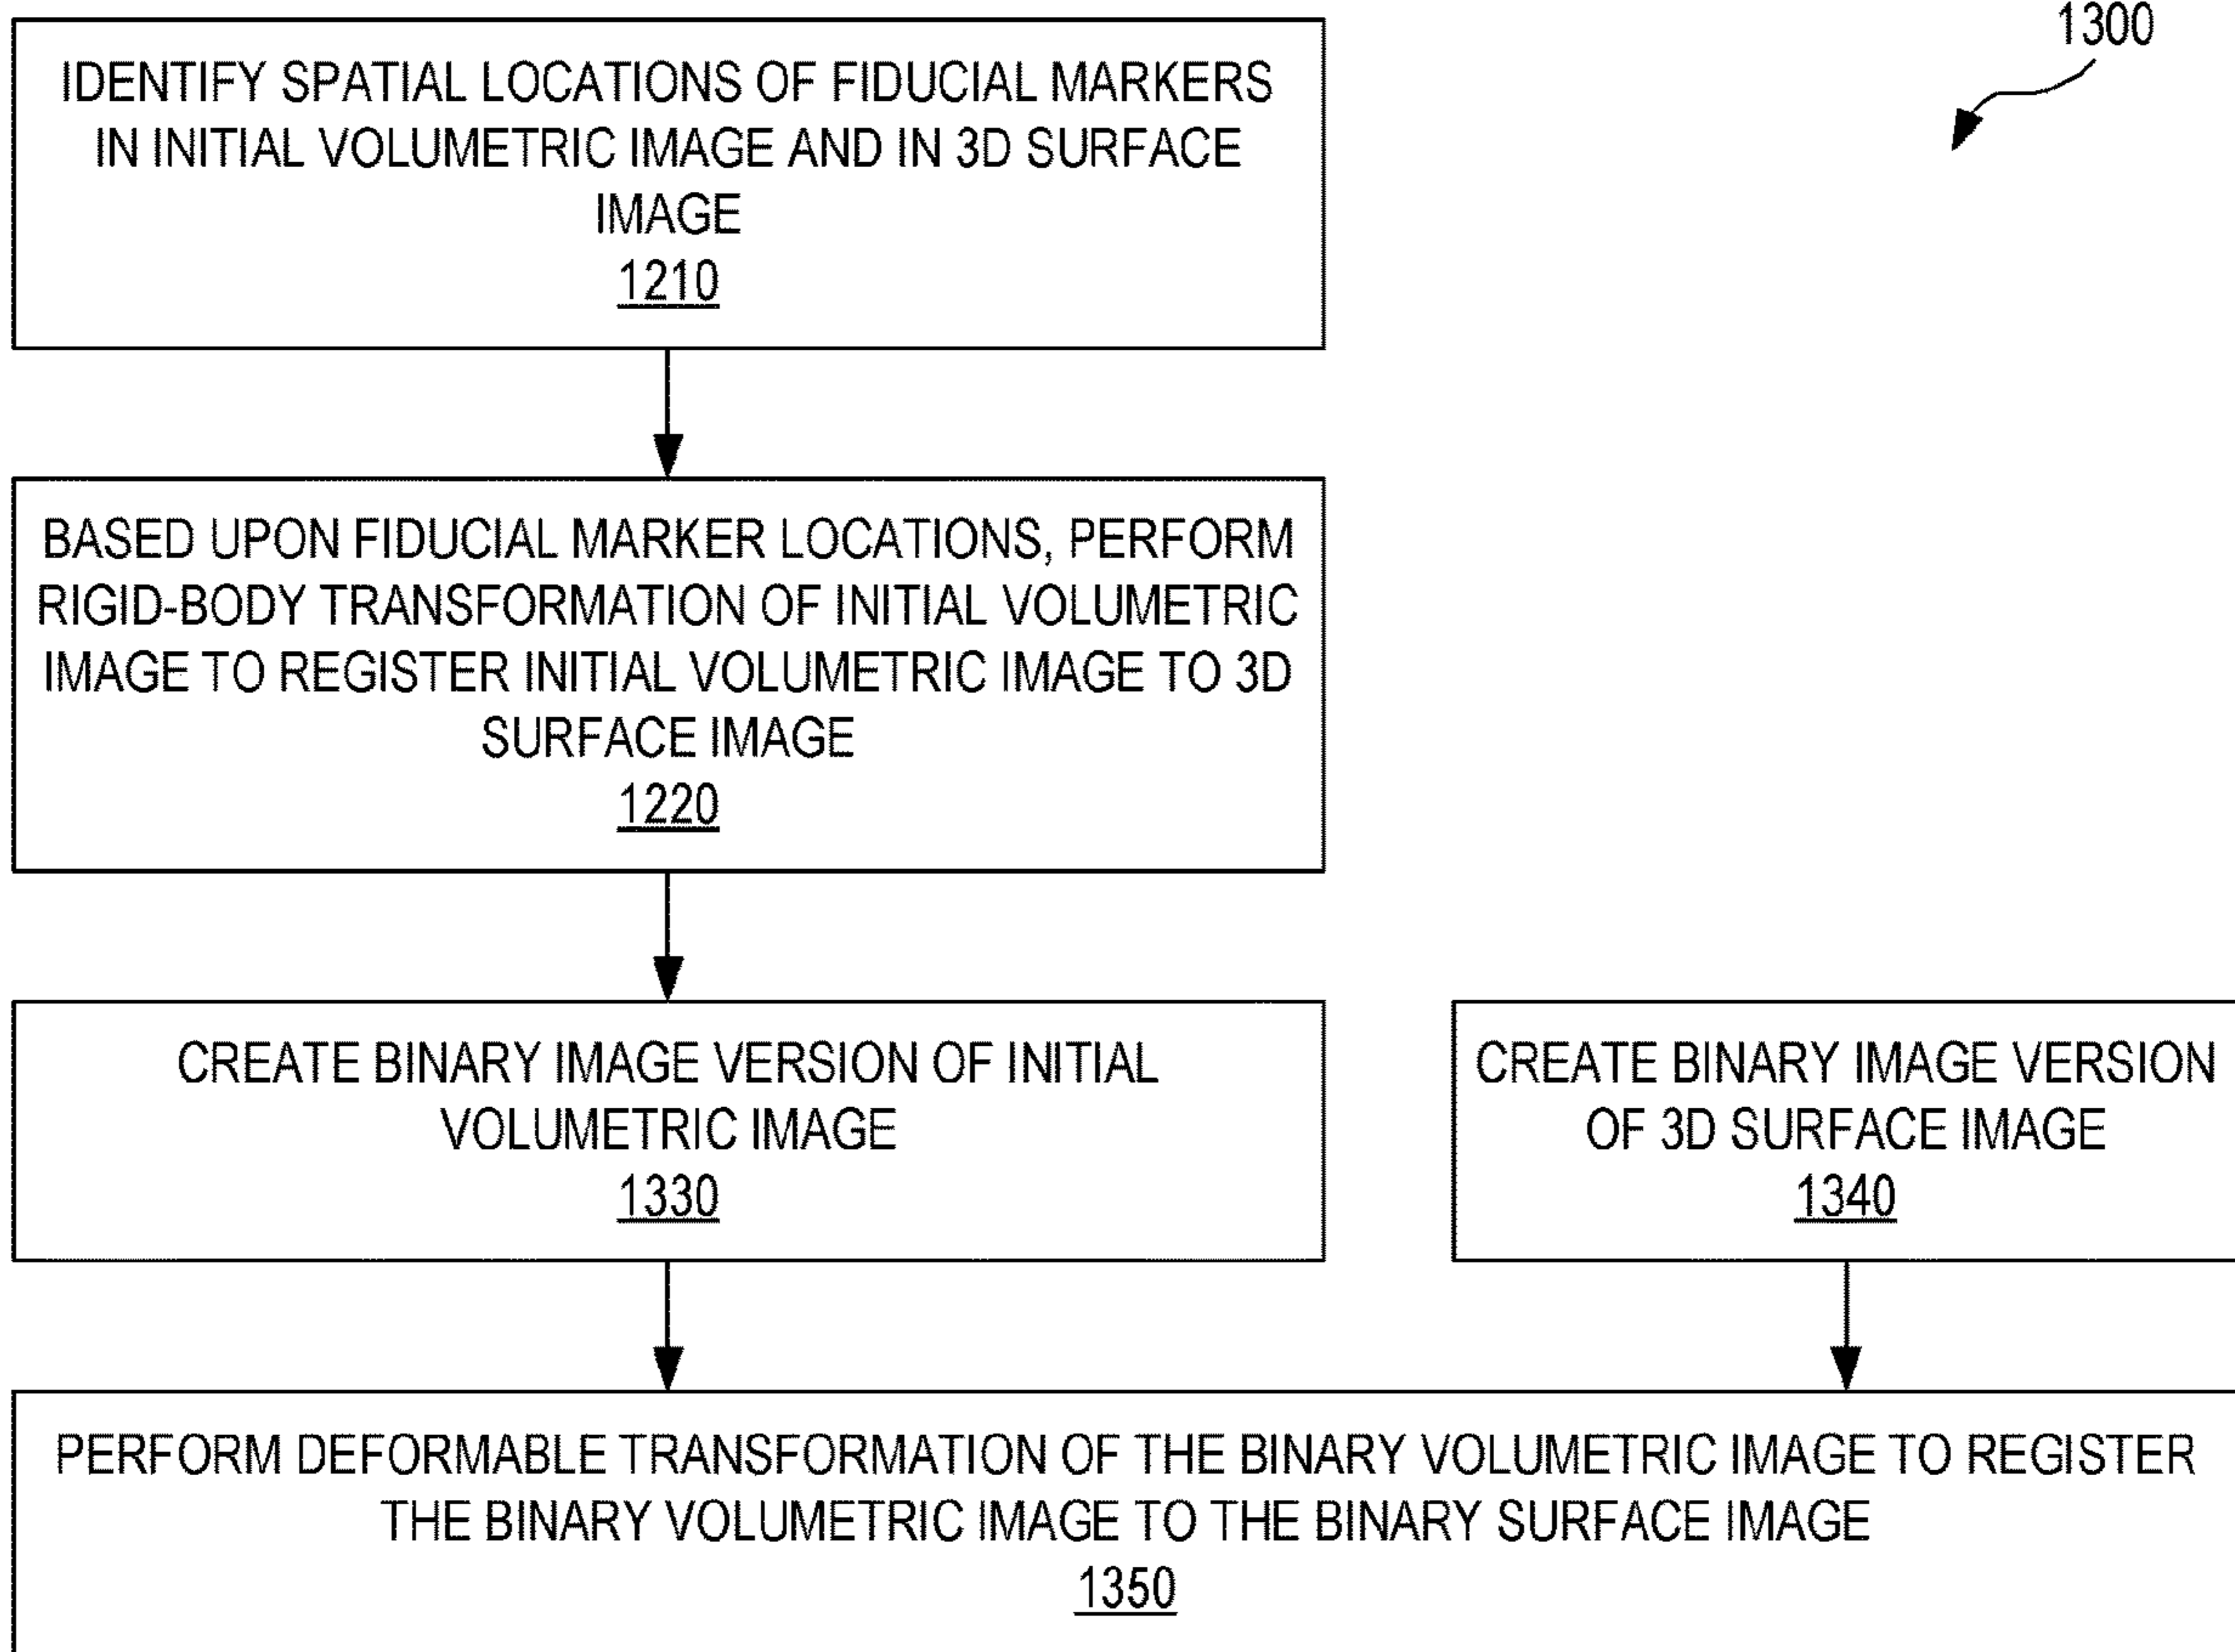 1300
IDENTIFY SPATIAL LOCATIONS OF FIDUCIAL MARKERS
IN INITIAL VOLUMETRIC IMAGE AND IN 3D SURFACE
IMAGE
1210
BASED UPON FIDUCIAL MARKER LOCATIONS, PERFORM
RIGID-BODY TRANSFORMATION OF INITIAL VOLUMETRIC
IMAGE TO REGISTER INITIAL VOLUMETRIC IMAGE TO 3D
SURFACE IMAGE
1220
CREATE BINARY IMAGE VERSION OF INITIAL
VOLUMETRIC IMAGE
1330
CREATE BINARY IMAGE VERSION
OF 3D SURFACE IMAGE
1340
PERFORM DEFORMABLE TRANSFORMATION OF THE BINARY VOLUMETRIC IMAGE TO REGISTER
THE BINARY VOLUMETRIC IMAGE TO THE BINARY SURFACE IMAGE
1350